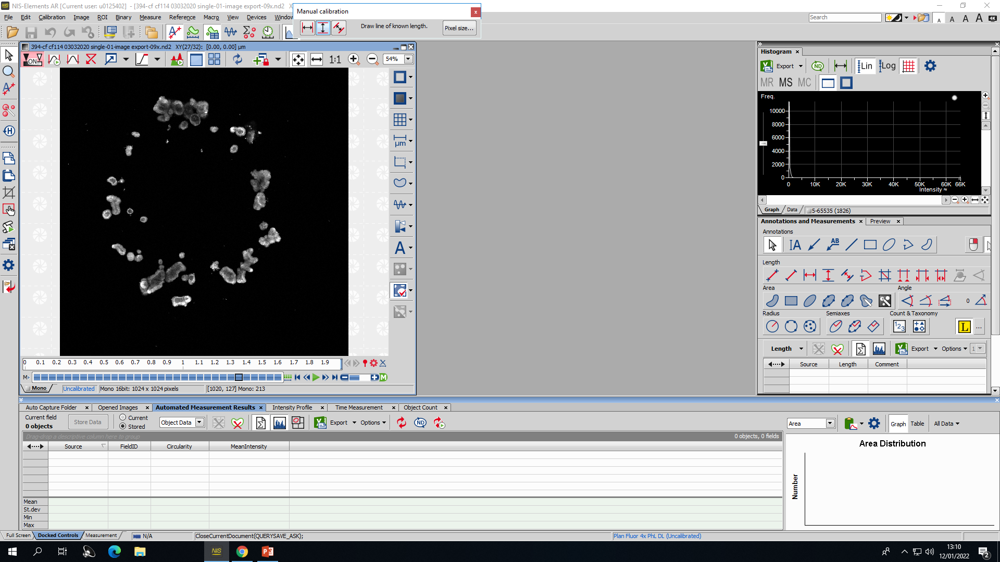 NIS-Elements AR [Current user: u0125402] - [394-cf cf114 03032020 single-01-image export-09x.nd2 X
Manual calibration
File Edit Calibration Image ROI Binary Measure Reference Macro View Devices Window
Draw line of known length.
Pixel size...
Search
A A A A 4K
394-cf cf114 03032020 single-01-image export-09x.nd2 XY(27/32): [0.00, 0.00] µm
ON
1:1
54%
µm
A
Histogram
Export
ND
Lin
Log
MR MS MC
Freq.
10000
8000
6000
4000
2000
0
0 10K 20K 30K 40K 50K 60K 66K
Intensity ≈
Graph Data 5-65535 (1826)
Annotations and Measurements
Preview
Annotations
IA AB
Length
Area
Angle
0
Radius
Semiaxes
Count & Taxonomy
123
L
...
Length
Export
Options
1
Source Length Comment
0 0.1 0.2 0.3 0.4 0.5 0.6 0.7 0.8 0.9 1 1.1 1.2 1.3 1.4 1.5 1.6 1.7 1.8 1.9
M
M
Mono
Uncalibrated
Mono 16bit: 1024 x 1024 pixels
[1020, 127] Mono: 213
Auto Capture Folder
Opened Images
Automated Measurement Results
Intensity Profile
Time Measurement
Object Count
Current field
0 objects
Store Data
Current
Stored
Object Data
Export
Options
ND
Drag-drop a descriptive column here to group
0 objects, 0 fields
Source FieldID Circularity MeanIntensity
Mean
St.dev
Min
Max
Area
Graph
Table
All Data
Area Distribution
Number
Full Screen
Docked Controls
Measurement
N/A
CloseCurrentDocument(QUERYSAVE_ASK);
Plan Fluor 4x PhL DL (Uncalibrated)
NIS
13:10
12/01/2022
2